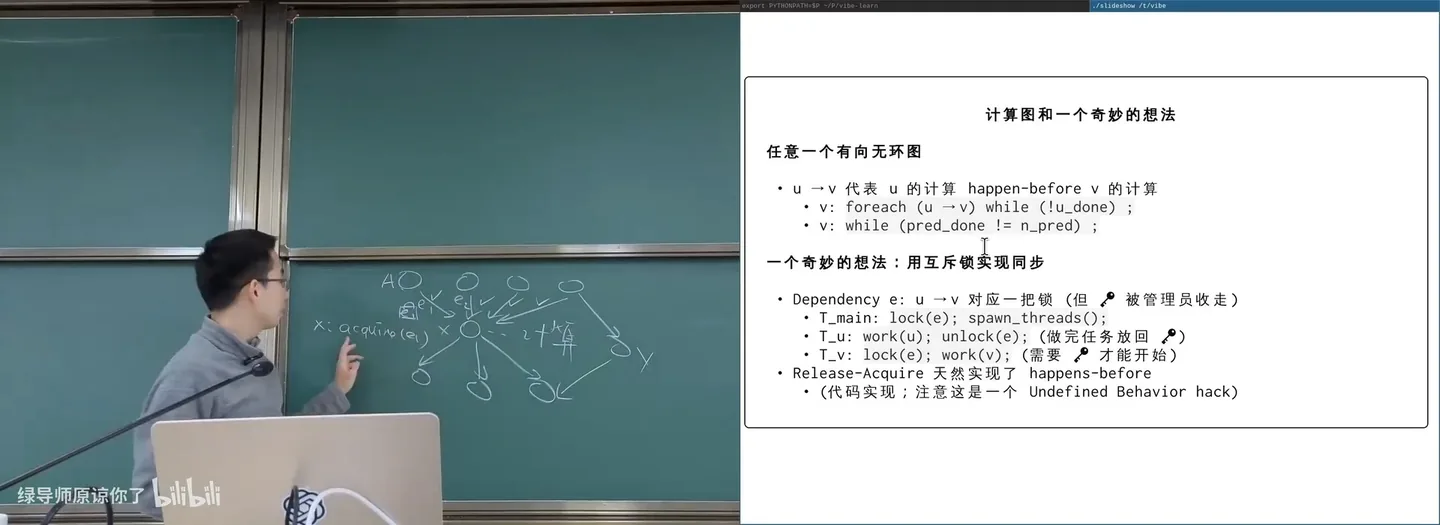 export PYTHONPATH=$P ~/P/vibe-learn
./slideshow /t/vibe
计算图和一个奇妙的想法
任意一个有向无环图
• u →v 代表 u 的计算 happen-before v 的计算
• v: foreach (u →v) while (!u_done) ;
• v: while (pred_done != n_pred) ;
一个奇妙的想法：用互斥锁实现同步
• Dependency e: u →v 对应一把锁 (但 🔑 被管理员收走)
• T_main: lock(e); spawn_threads();
• T_u: work(u); unlock(e); (做完任务放回 🔑)
• T_v: lock(e); work(v); (需要 🔑 才能开始)
• Release-Acquire 天然实现了 happens-before
• (代码实现；注意这是一个 Undefined Behavior hack)
A
e1
e2
X: acquire(e1)
X
计算
Y
绿导师原谅你了 bilibili